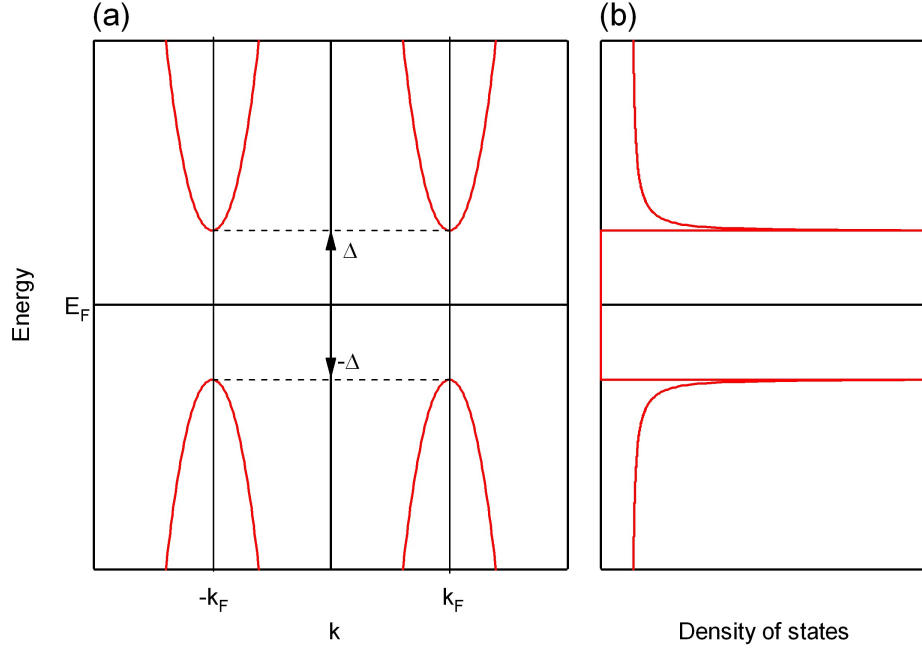 (a)
(b)
Δ
E_F
-Δ
Energy
-k_F
k_F
k
Density of states